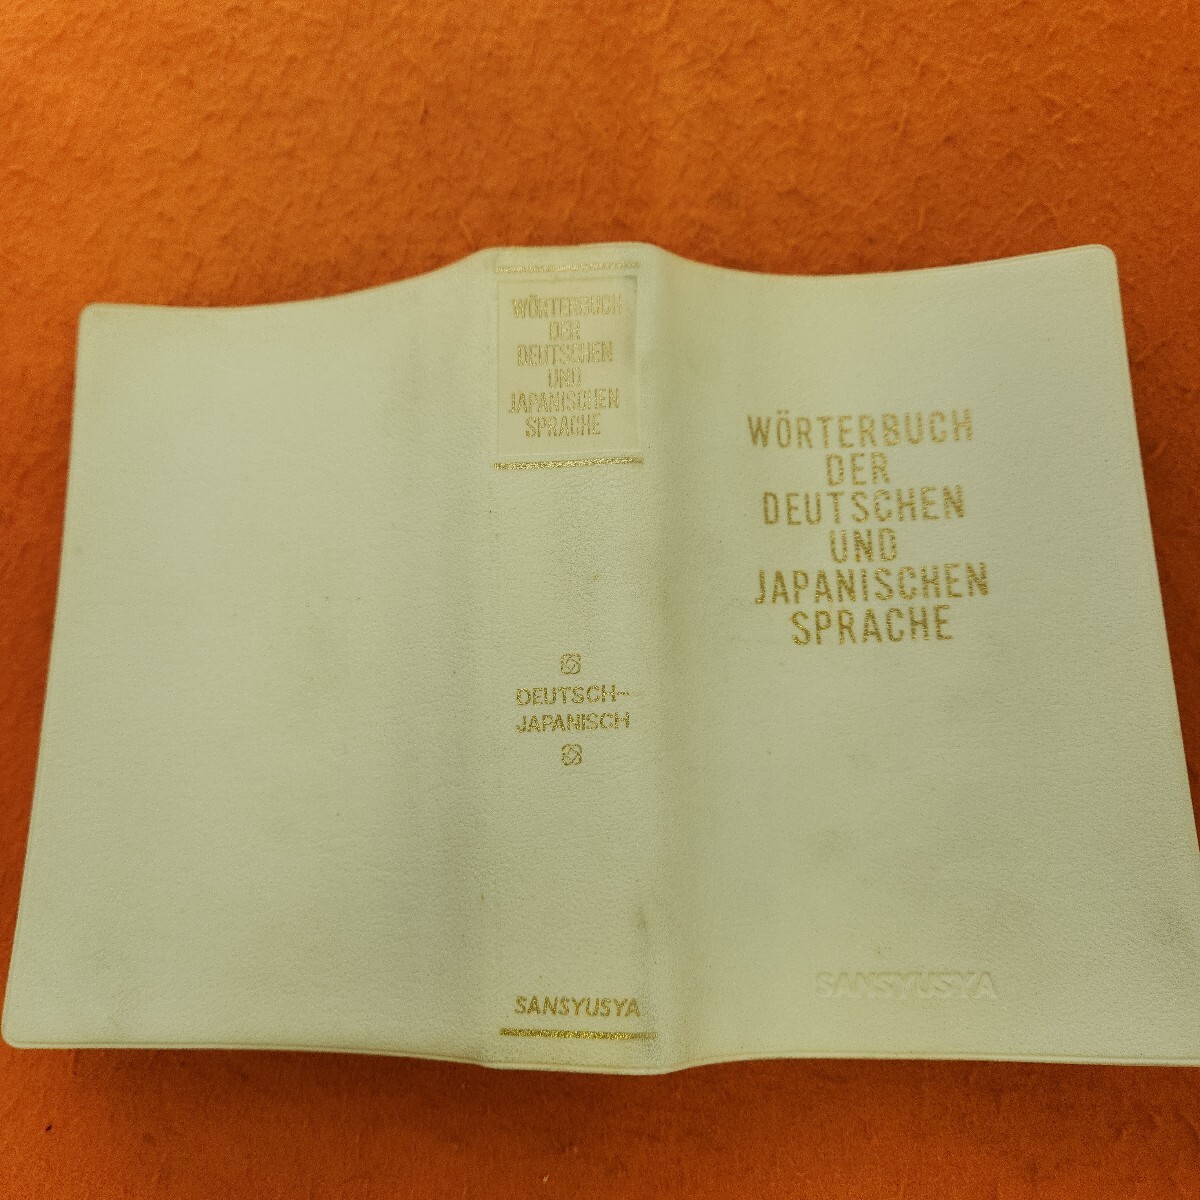 WÖRTERBUCH
DER
DEUTSCHEN
UND
JAPANISCHEN
SPRACHE
DEUTSCH-
JAPANISCH
SANSYUSYA
WÖRTERBUCH
DER
DEUTSCHEN
UND
JAPANISCHEN
SPRACHE
SANSYUSYA